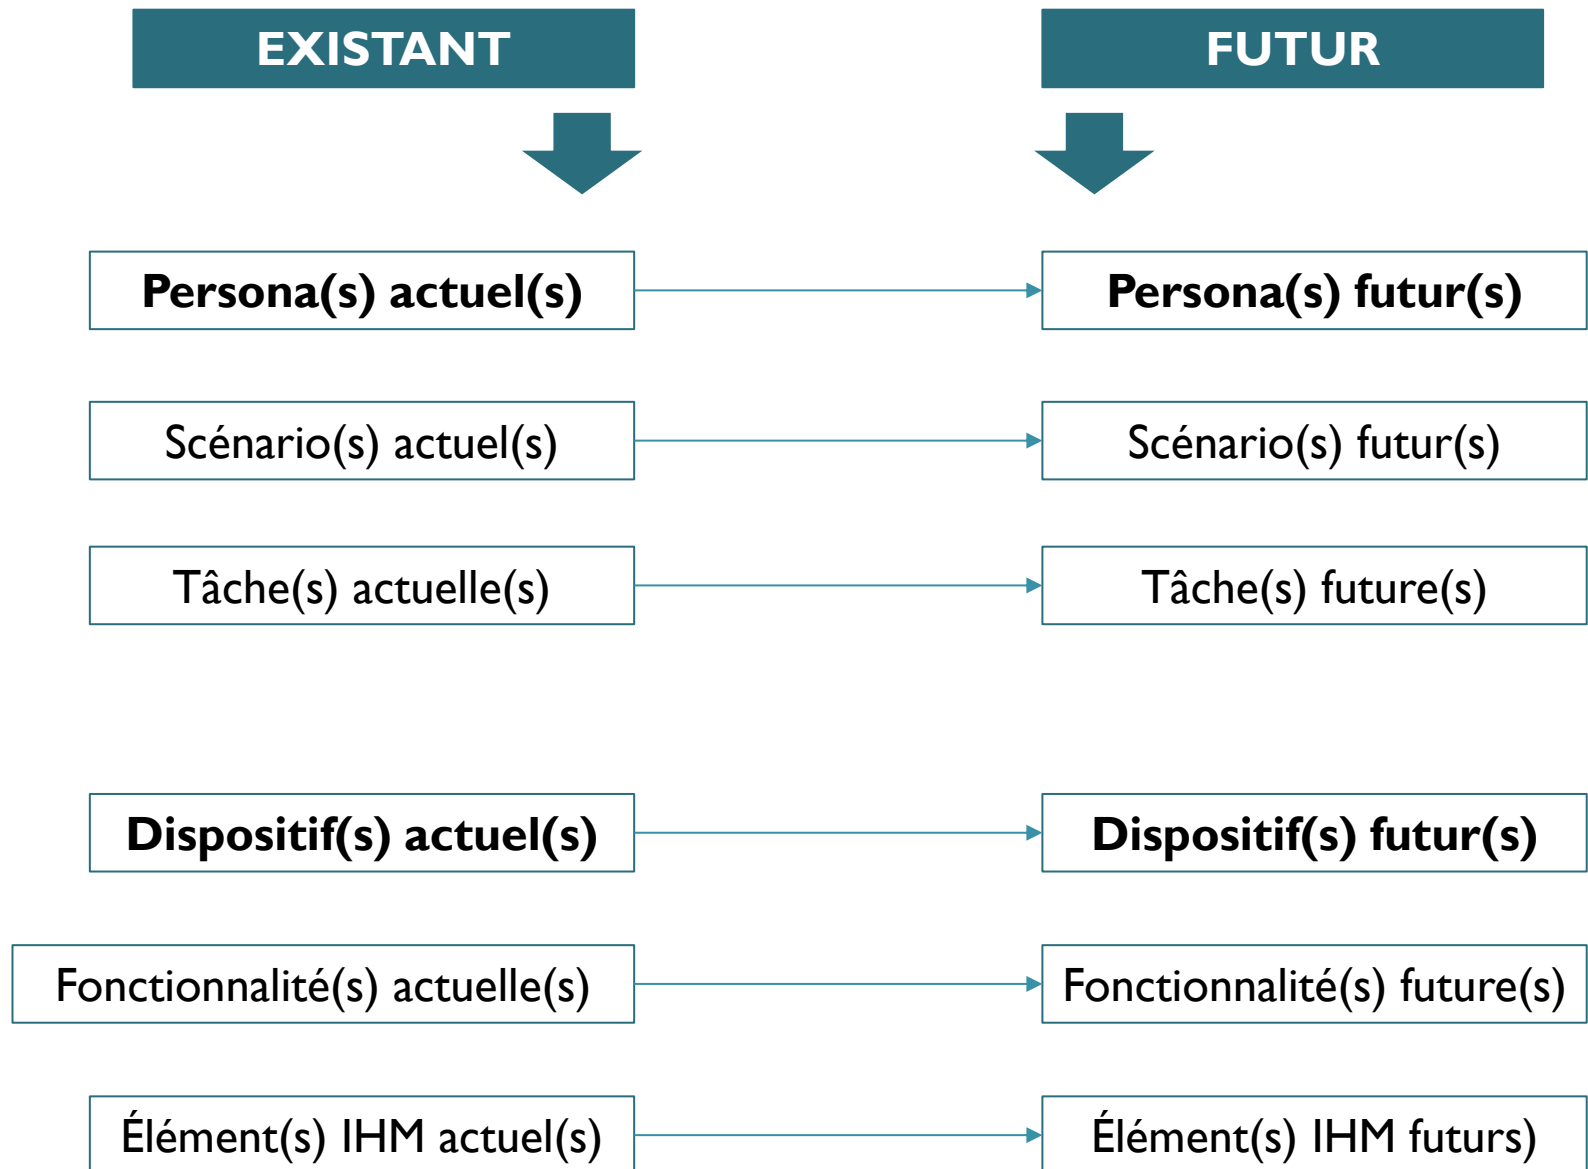 EXISTANT
FUTUR
Persona(s) actuel(s)
Persona(s) futur(s)
Scénario(s) actuel(s)
Scénario(s) futur(s)
Tâche(s) actuelle(s)
Tâche(s) future(s)
Dispositif(s) actuel(s)
Dispositif(s) futur(s)
Fonctionnalité(s) actuelle(s)
Fonctionnalité(s) future(s)
Élément(s) IHM actuel(s)
Élément(s) IHM futurs)